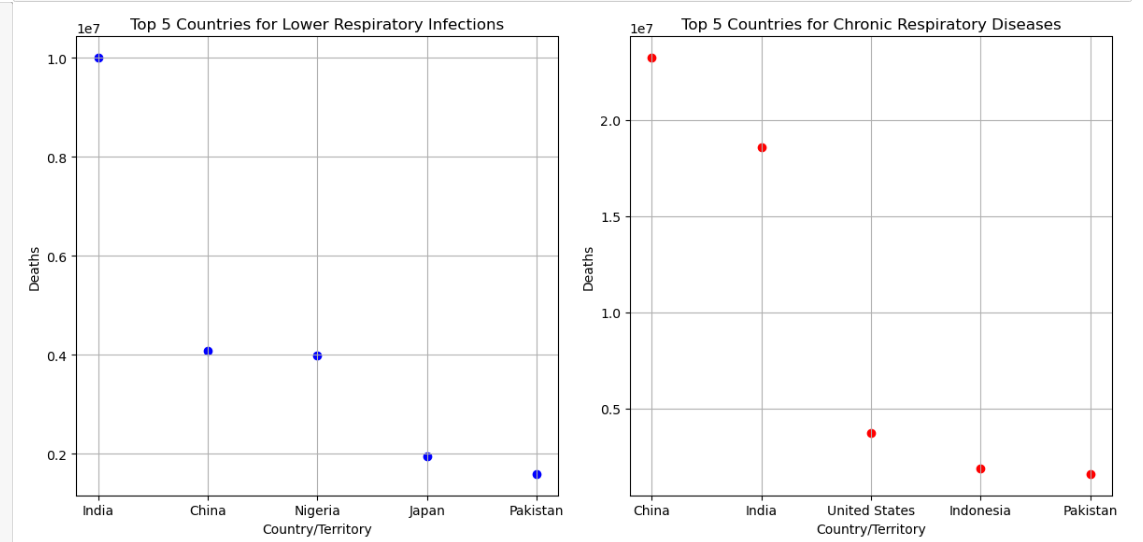 Top 5 Countries for Lower Respiratory Infections
1e7
1.0
0.8
0.6
0.4
0.2
Deaths
India China Nigeria Japan Pakistan
Country/Territory
Top 5 Countries for Chronic Respiratory Diseases
1e7
2.0
1.5
1.0
0.5
Deaths
China India United States Indonesia Pakistan
Country/Territory